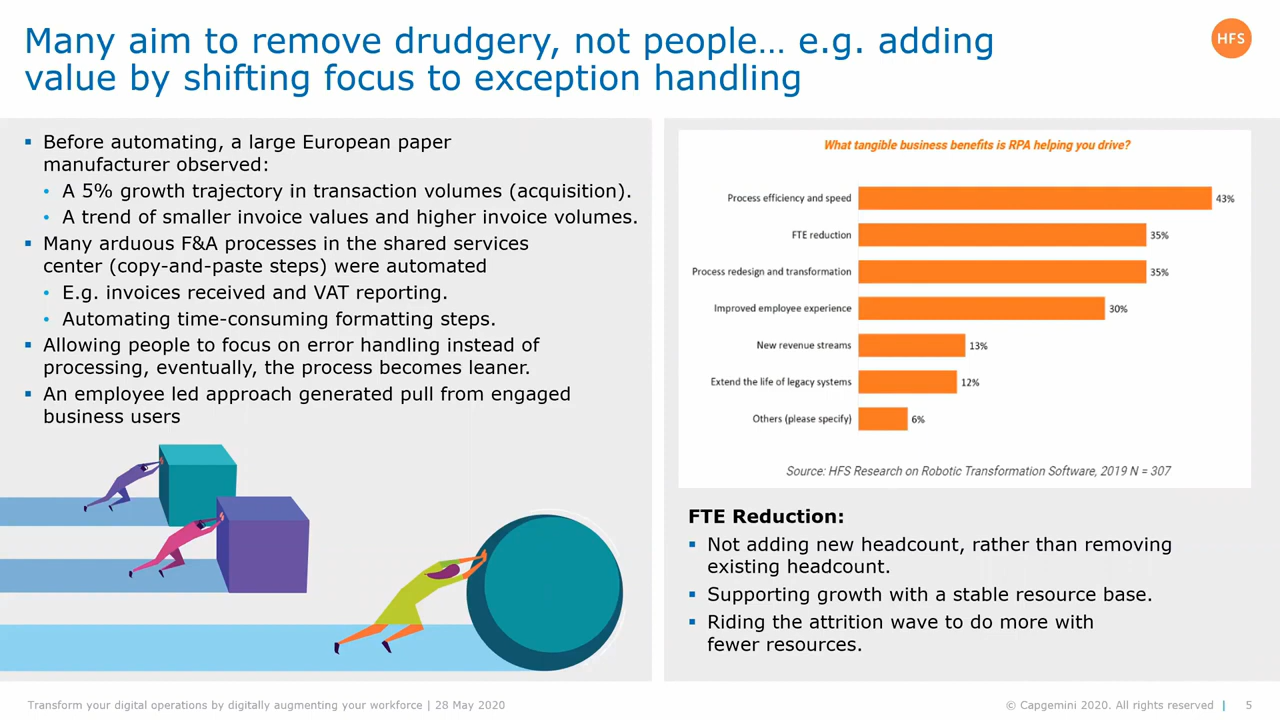 Many aim to remove drudgery, not people… e.g. adding
value by shifting focus to exception handling
HFS
▪ Before automating, a large European paper
manufacturer observed:
• A 5% growth trajectory in transaction volumes (acquisition).
• A trend of smaller invoice values and higher invoice volumes.
▪ Many arduous F&A processes in the shared services
center (copy-and-paste steps) were automated
• E.g. invoices received and VAT reporting.
• Automating time-consuming formatting steps.
▪ Allowing people to focus on error handling instead of
processing, eventually, the process becomes leaner.
▪ An employee led approach generated pull from engaged
business users
What tangible business benefits is RPA helping you drive?
Process efficiency and speed 43%
FTE reduction 35%
Process redesign and transformation 35%
Improved employee experience 30%
New revenue streams 13%
Extend the life of legacy systems 12%
Others (please specify) 6%
Source: HFS Research on Robotic Transformation Software, 2019 N = 307
FTE Reduction:
▪ Not adding new headcount, rather than removing
existing headcount.
▪ Supporting growth with a stable resource base.
▪ Riding the attrition wave to do more with
fewer resources.
Transform your digital operations by digitally augmenting your workforce | 28 May 2020
© Capgemini 2020. All rights reserved | 5